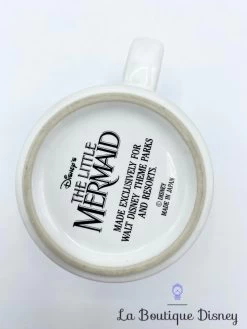 Disney's
THE LITTLE
MERMAID
MADE EXCLUSIVELY FOR
WALT DISNEY THEME PARKS
AND RESORTS.
© DISNEY
MADE IN JAPAN
La Boutique Disney